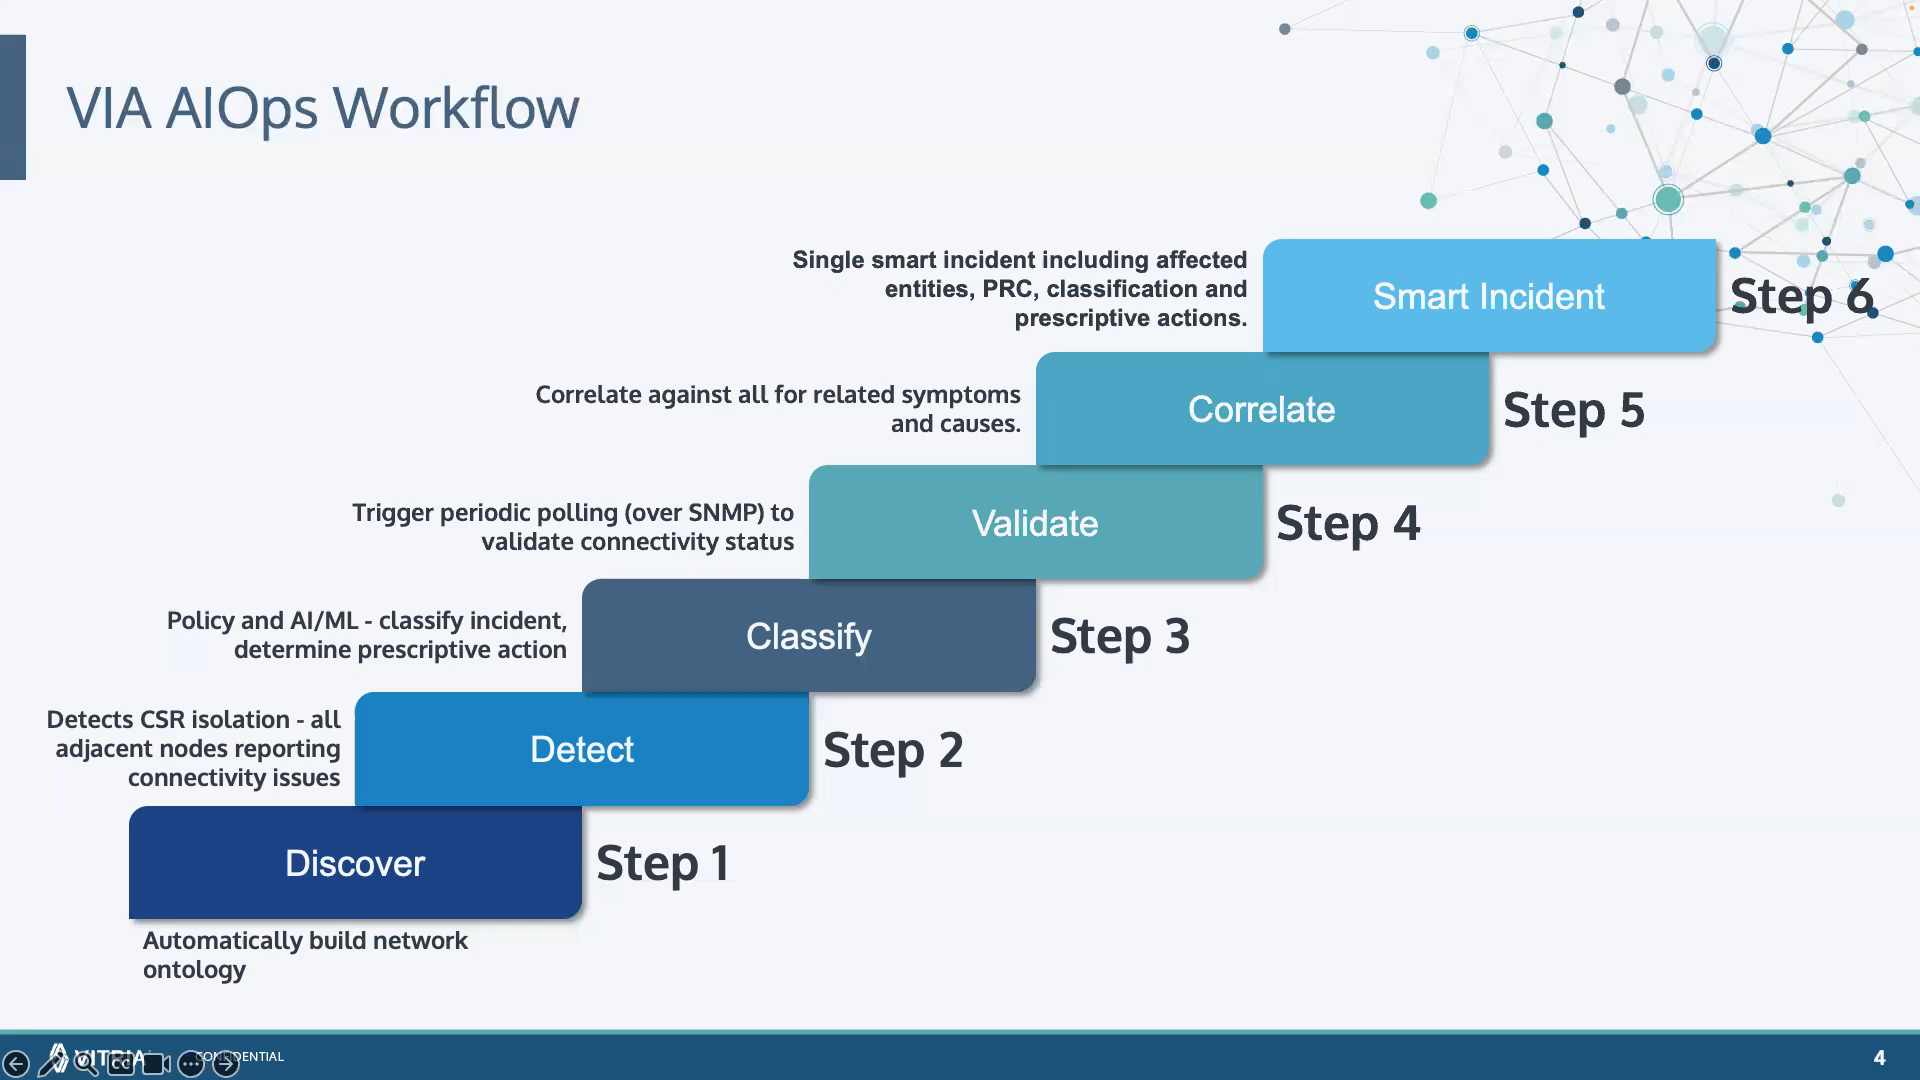 VIA AIOps Workflow
Single smart incident including affected
entities, PRC, classification and
prescriptive actions.
Smart Incident
Step 6
Correlate against all for related symptoms
and causes.
Correlate
Step 5
Trigger periodic polling (over SNMP) to
validate connectivity status
Validate
Step 4
Policy and AI/ML - classify incident,
determine prescriptive action
Classify
Step 3
Detects CSR isolation - all
adjacent nodes reporting
connectivity issues
Detect
Step 2
Discover
Step 1
Automatically build network
ontology
VITRIA
CONFIDENTIAL
4